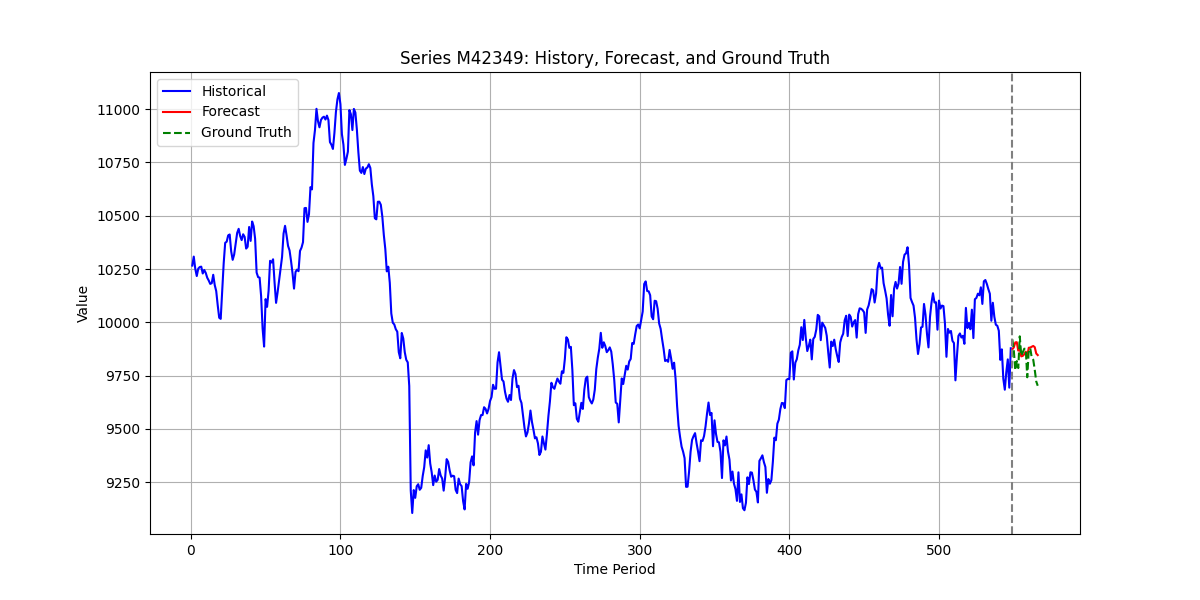 Series M42349: History, Forecast, and Ground Truth
Historical
Forecast
Ground Truth
11000
10750
10500
10250
10000
9750
9500
9250
Value
0
100
200
300
400
500
Time Period